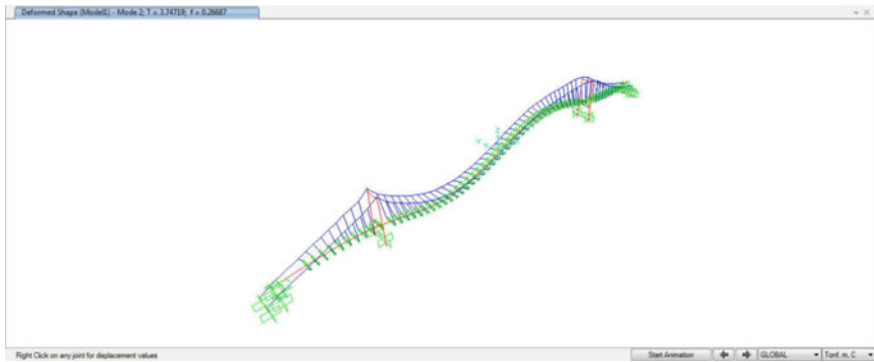 Deformed Shape (Model1) - Mode 2; T = 3.74719; f = 0.26687
Z
Y
Right Click on any joint for displacement values
Start Animation
GLOBAL
Tonf, m, C